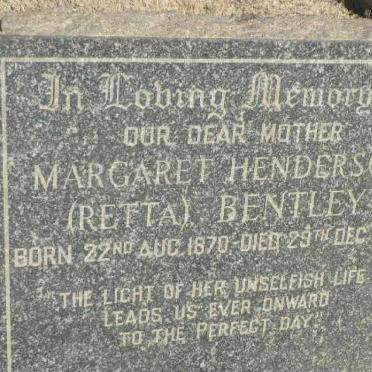 In Loving Memory
OUR DEAR MOTHER
MARGARET HENDERSO
(RETTA) BENTLEY
BORN 22ND AUG. 1870-DIED 29TH DEC
"THE LIGHT OF HER UNSELFISH LIFE
LEADS US EVER ONWARD
TO THE PERFECT DAY."